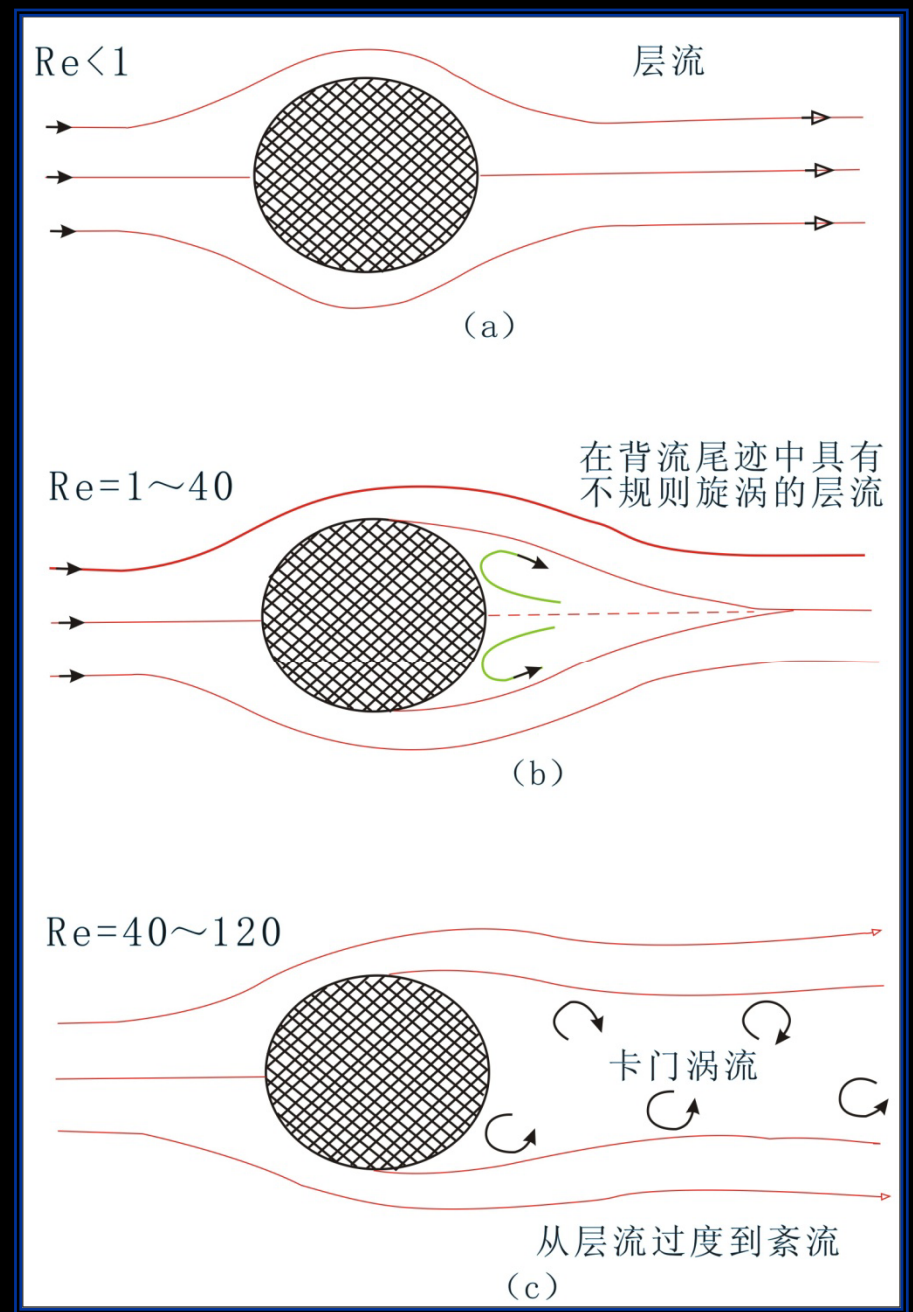 Re<1
层流
(a)
Re=1～40
在背流尾迹中具有
不规则旋涡的层流
(b)
Re=40～120
卡门涡流
从层流过度到紊流
(c)